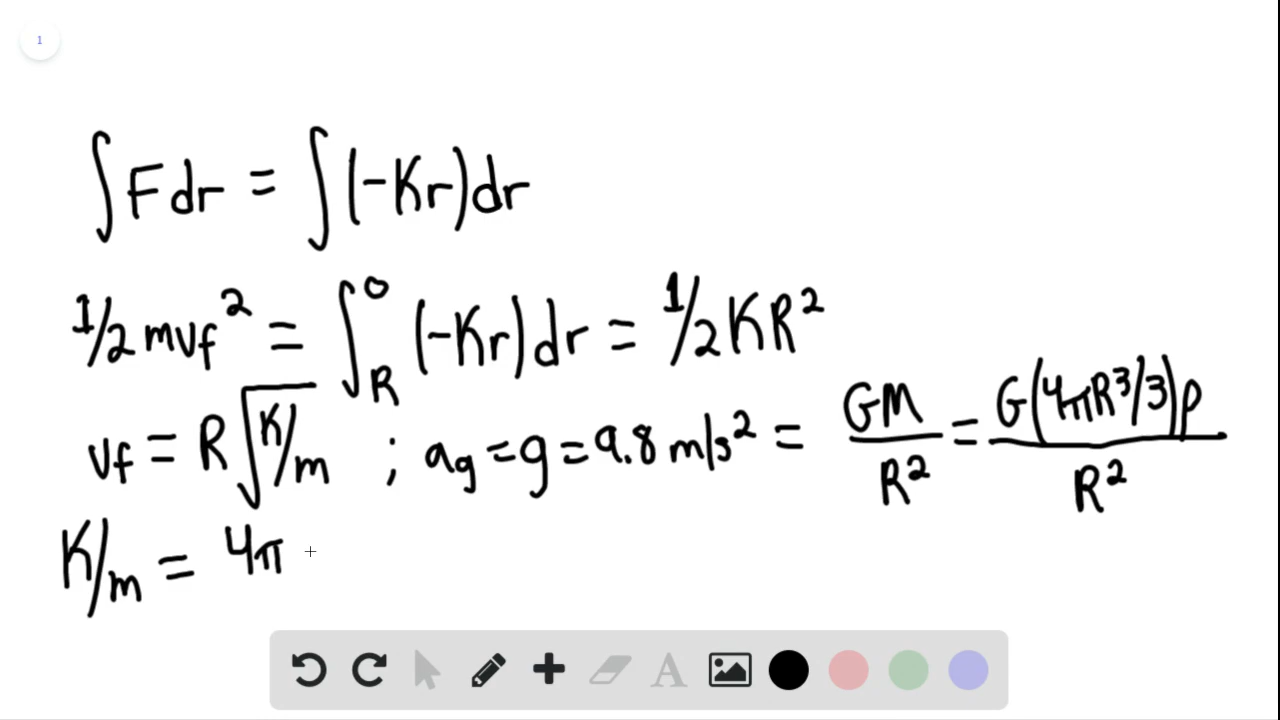 1
∫F dr = ∫(-Kr)dr
1/2 mvf² = ∫_R^0 (-Kr)dr = 1/2 KR²
vf = R√(K/m) ; a_g = g = 9.8 m/s² = GM/R² = G(4πR³/3)ρ/R²
K/m = 4π
A